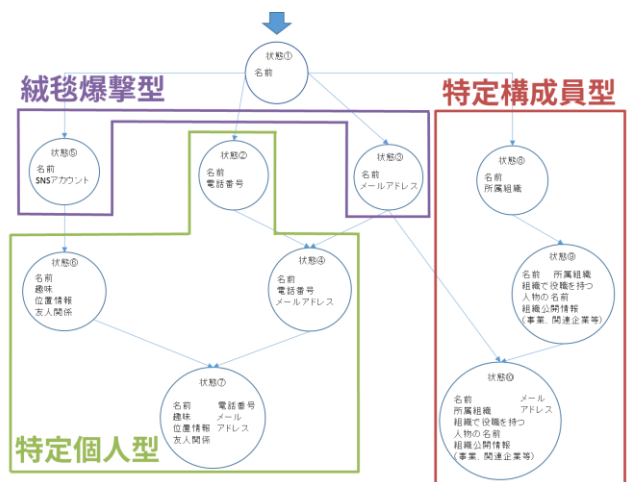 状態①
名前
絨毯爆撃型
特定構成員型
状態⑤
名前
SNSアカウント
状態②
名前
電話番号
状態③
名前
メールアドレス
状態⑧
名前
所属組織
状態⑥
名前
趣味
位置情報
友人関係
状態④
名前
電話番号
メールアドレス
状態⑨
名前 所属組織
組織で役職を持つ
人物の名前
組織公開情報
(事業、関連企業等)
状態⑦
名前 電話番号
趣味 メール
位置情報 アドレス
友人関係
状態⑩
名前 メール
所属組織 アドレス
組織で役職を持つ
人物の名前
組織公開情報
(事業、関連企業等)
特定個人型